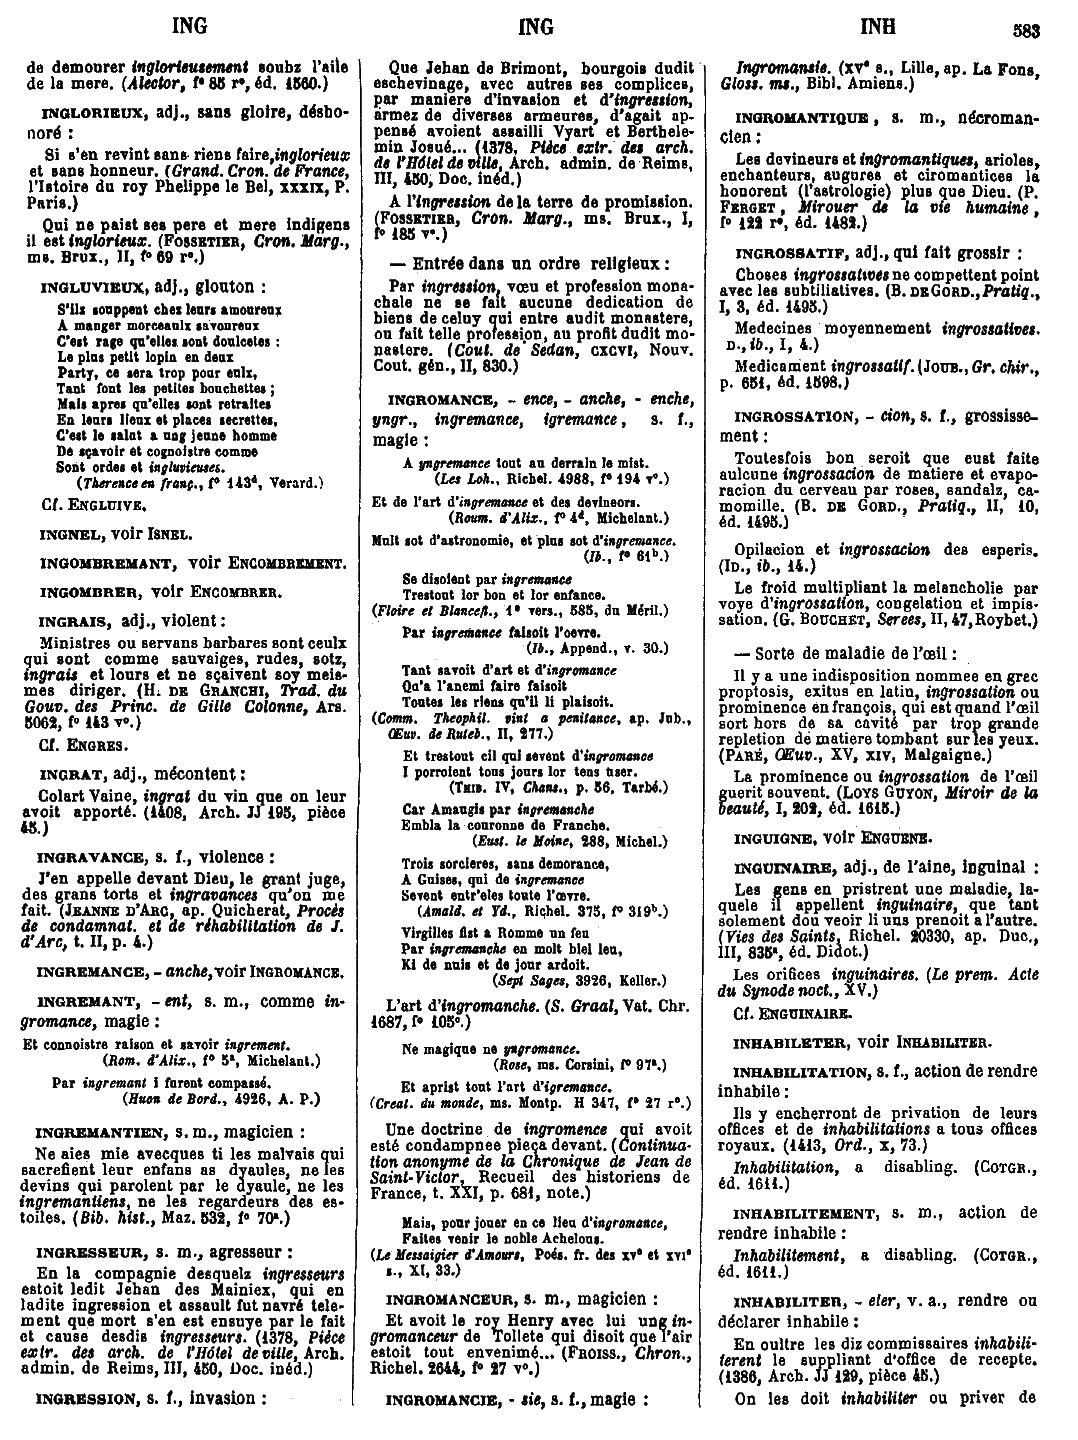 ING
ING
INH
583
de demourer inglorieusement soubz l'aile
de la mere. (Alector, f° 85 r°, éd. 1560.)
INGLORIEUX, adj., sans gloire, désho-
noré :
Si s'en revint sans riens faire, inglorieux
et sans honneur. (Grand. Cron. de France,
l'Istoire du roy Phelippe le Bel, XXXIX, P.
Paris.)
Qui ne paist ses pere et mere indigens
il est inglorieux. (FOSSETIER, Cron. Marg.,
ms. Brux., II, f° 69 r°.)
INGLUVIEUX, adj., glouton :
S'ils souppent chez leurs amoureux
A manger morceaulx savoureux
C'est rage qu'elles sont doulcetes :
Le plus petit lopin en deux
Party, ce sera trop pour eulx,
Tant font les petites bouchettes ;
Mais apres qu'elles sont retraites
En leurs lieux et places secrettes,
C'est le salut a ung jeune homme
De sçavoir et cognoistre comme
Sont ordes et ingluvieuses.
(Therence en franç., f° 143ᵈ, Verard.)
Cf. ENGLUIVE.
INGNEL, voir ISNEL.
INGOMBREMANT, voir ENCOMBREMENT.
INGOMBRER, voir ENCOMBRER.
INGRAIS, adj., violent :
Ministres ou servans barbares sont ceulx
qui sont comme sauvaiges, rudes, sotz,
ingrais et lours et ne sçaivent soy meis-
mes diriger. (H. DE GRANCHI, Trad. du
Gouv. des Princ. de Gille Colonne, Ars.
5062, f° 143 v°.)
Cf. ENGRES.
INGRAT, adj., mécontent :
Colart Vaine, ingrat du vin que on leur
avoit apporté. (1408, Arch. JJ 195, pièce
45.)
INGRAVANCE, s. f., violence :
J'en appelle devant Dieu, le grant juge,
des grans torts et ingravances qu'on me
fait. (JEANNE D'ARC, ap. Quicherat, Procès
de condamnat. et de réhabilitation de J.
d'Arc, t. II, p. 4.)
INGREMANCE, - anche, voir INGROMANCE.
INGREMANT, - ent, s. m., comme in-
gromance, magie :
Et connoistre raison et savoir ingrement.
(Rom. d'Alix., f° 5ᵃ, Michelant.)
Par ingremant i furent compassé.
(Huon de Bord., 4926, A. P.)
INGREMANTIEN, s. m., magicien :
Ne aies mie avecques ti les malvais qui
sacrefient leur enfans as dyaules, ne les
devins qui parolent par le dyaule, ne les
ingremantiens, ne les regardeurs des es-
toiles. (Bib. hist., Maz. 532, f° 70ᵃ.)
INGRESSEUR, s. m., agresseur :
En la compagnie desquelz ingresseurs
estoit ledit Jehan des Mainiex, qui en
ladite ingression et assault fut navré tele-
ment que mort s'en est ensuye par le fait
et cause desdis ingresseurs. (1378, Pièce
extr. des arch. de l'Hôtel de ville, Arch.
admin. de Reims, III, 450, Doc. inéd.)
INGRESSION, s. f., invasion :
Que Jehan de Brimont, bourgois dudit
eschevinage, avec autres ses complices,
par maniere d'invasion et d'ingression,
armez de diverses armeures, d'agait ap-
pensé avoient assailli Vyart et Berthele-
min Josué... (1378, Pièce extr. des arch.
de l'Hôtel de ville, Arch. admin. de Reims,
III, 450, Doc. inéd.)
A l'ingression de la terre de promission.
(FOSSETIER, Cron. Marg., ms. Brux., I,
f° 185 v°.)
— Entrée dans un ordre religieux :
Par ingression, vœu et profession mona-
chale ne se fait aucune dedication de
biens de celuy qui entre audit monastere,
ou fait telle profession, au profit dudit mo-
nastere. (Cout. de Sedan, CXCVI, Nouv.
Cout. gén., II, 830.)
INGROMANCE, - ence, - anche, - enche,
yngr., ingremance, igremance, s. f.,
magie :
A yngremance tout au derrain le mist.
(Les Loh., Richel. 4988, f° 194 v°.)
Et de l'art d'ingremance et des devineors.
(Roum. d'Alix., f° 4ᵈ, Michelant.)
Mult sot d'astronomie, et plus sot d'ingremance.
(Ib., f° 61ᵇ.)
Se disoient par ingremance
Trestout lor bon et lor enfance.
(Floire et Blancefl., 1ᵉ vers., 585, du Méril.)
Par ingremance faisoit l'oevre.
(Ib., Append., v. 30.)
Tant savoit d'art et d'ingromance
Qu'a l'anemi faire faisoit
Toutes les riens qu'il li plaisoit.
(Comm. Theophil. vint a penitance, ap. Jub.,
Œuv. de Ruteb., II, 277.)
Et trestout cil qui sevent d'ingromance
I porroient tous jours lor tens user.
(THIB. IV, Chans., p. 56, Tarbé.)
Car Amaugis par ingremanche
Embla la couronne de Franche.
(Eust. le Moine, 288, Michel.)
Trois sorcieres, sans demorance,
A Guises, qui de ingremance
Sevent entr'eles toute l'œvre.
(Amald. et Yd., Richel. 375, f° 319ᵇ.)
Virgilles fist a Romme un feu
Par ingremanche en molt biel leu,
Ki de nuis et de jour ardoit.
(Sept Sages, 3926, Keller.)
L'art d'ingromanche. (S. Graal, Vat. Chr.
1687, f° 105ᶜ.)
Ne magique ne yngromance.
(Rose, ms. Corsini, f° 97ᵃ.)
Et aprist tout l'art d'igremance.
(Creat. du monde, ms. Montp. H 347, f° 27 r°.)
Une doctrine de ingromence qui avoit
esté condampnee pieça devant. (Continua-
tion anonyme de la Chronique de Jean de
Saint-Victor, Recueil des historiens de
France, t. XXI, p. 681, note.)
Mais, pour jouer en ce lieu d'ingromance,
Faites venir le noble Achelous.
(Le Messaigier d'Amours, Poés. fr. des XVᵉ et XVIᵉ
s., XI, 33.)
INGROMANCEUR, s. m., magicien :
Et avoit le roy Henry avec lui ung in-
gromanceur de Tollete qui disoit que l'air
estoit tout envenimé... (FROISS., Chron.,
Richel. 2644, f° 27 v°.)
INGROMANCIE, - sie, s. f., magie :
Ingromansie. (XVᵉ s., Lille, ap. La Fons,
Gloss. ms., Bibl. Amiens.)
INGROMANTIQUE, s. m., nécroman-
cien :
Les devineurs et ingromantiques, arioles,
enchanteurs, augures et ciromantices la
honorent (l'astrologie) plus que Dieu. (P.
FERGET, Mirouer de la vie humaine,
f° 122 r°, éd. 1482.)
INGROSSATIF, adj., qui fait grossir :
Choses ingrossatives ne compettent point
avec les subtiliatives. (B. DE GORD., Pratiq.,
I, 3, éd. 1495.)
Medecines moyennement ingrossatives.
D., ib., I, 4.)
Medicament ingrossatif. (JOUB., Gr. chir.,
p. 651, éd. 1598.)
INGROSSATION, - cion, s. f., grossisse-
ment :
Toutesfois bon seroit que eust faite
aulcune ingrossacion de matiere et evapo-
racion du cerveau par roses, sandalz, ca-
momille. (B. DE GORD., Pratiq., II, 10,
éd. 1495.)
Opilacion et ingrossacion des esperis.
(ID., ib., 14.)
Le froid multipliant la melancholie par
voye d'ingrossation, congelation et impis-
sation. (G. BOUCHET, Serees, II, 47, Roybet.)
— Sorte de maladie de l'œil :
Il y a une indisposition nommee en grec
proptosis, exitus en latin, ingrossation ou
prominence en françois, qui est quand l'œil
sort hors de sa cavité par trop grande
repletion de matiere tombant sur les yeux.
(PARÉ, Œuv., XV, XIV, Malgaigne.)
La prominence ou ingrossation de l'œil
guerit souvent. (LOYS GUYON, Miroir de la
beauté, I, 202, éd. 1615.)
INGUIGNE, voir ENGUENE.
INGUINAIRE, adj., de l'aine, inguinal :
Les gens en pristrent une maladie, la-
quele il appellent inguinaire, que tant
solement dou veoir li uns prenoit a l'autre.
(Vies des Saints, Richel. 20330, ap. Duc.,
III, 835ᵃ, éd. Didot.)
Les orifices inguinaires. (Le prem. Acte
du Synode noct., XV.)
Cf. ENGUINAIRE.
INHABILETER, voir INHABILITER.
INHABILITATION, s. f., action de rendre
inhabile :
Ils y encherront de privation de leurs
offices et de inhabilitations a tous offices
royaux. (1413, Ord., X, 73.)
Inhabilitation, a disabling. (COTGR.,
éd. 1611.)
INHABILITEMENT, s. m., action de
rendre inhabile :
Inhabilitement, a disabling. (COTGR.,
éd. 1611.)
INHABILITER, - eter, v. a., rendre ou
déclarer inhabile :
En oultre les diz commissaires inhabili-
terent le suppliant d'office de recepte.
(1386, Arch. JJ 129, pièce 45.)
On les doit inhabiliter ou priver de